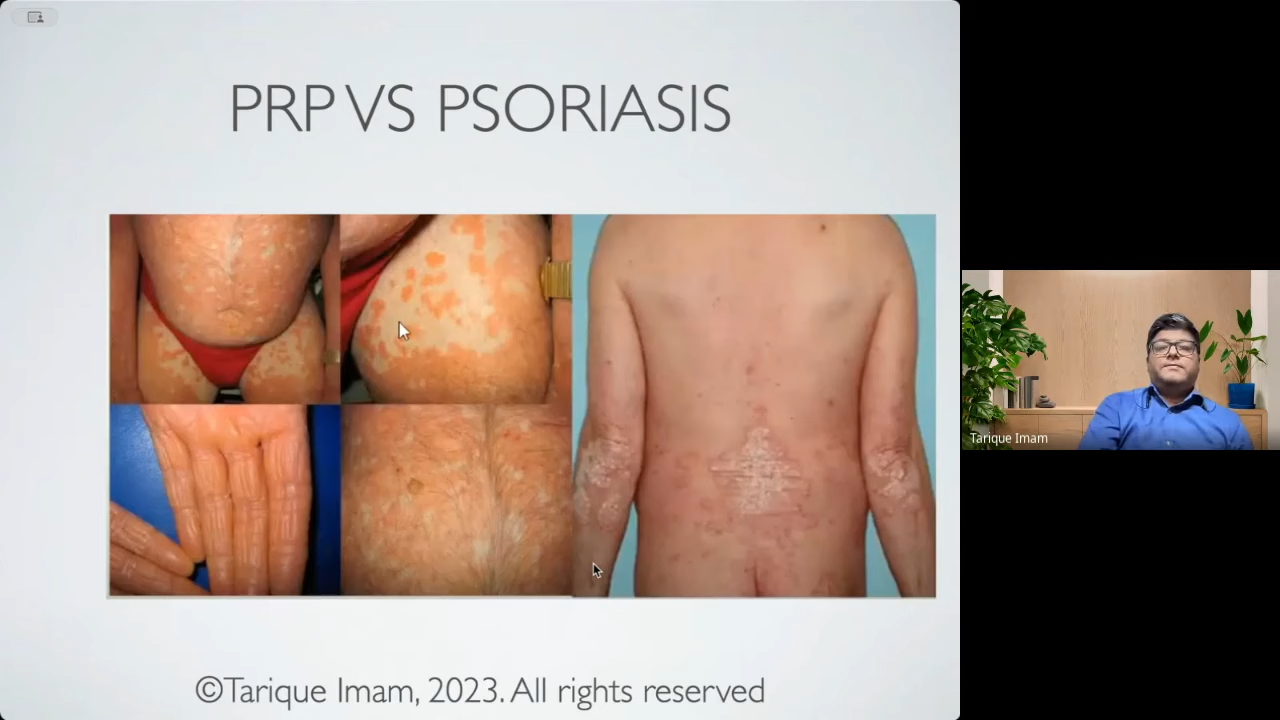 PRP VS PSORIASIS
Tarique Imam
©Tarique Imam, 2023. All rights reserved